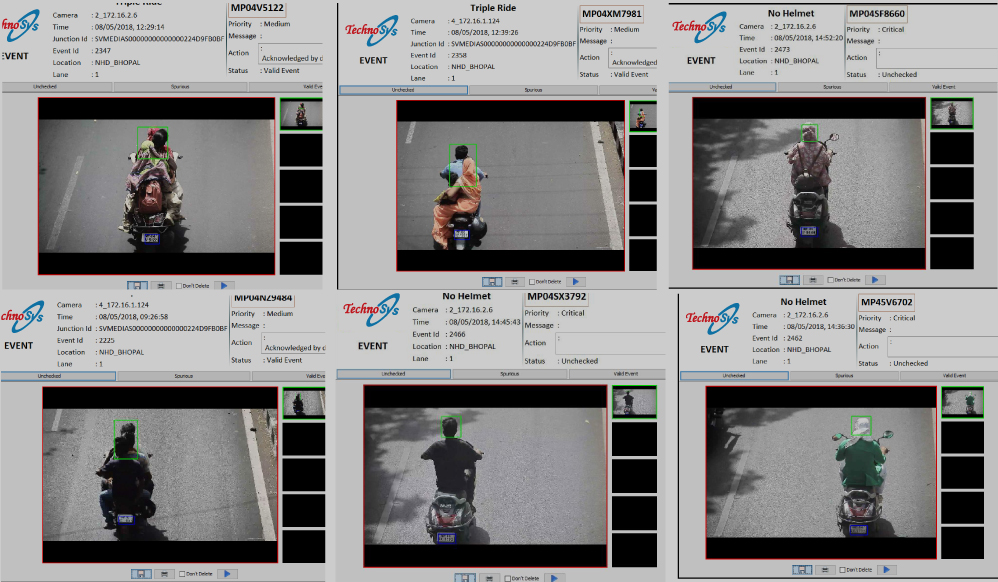 Triple Ride
MP04V5122
TechnoSys
EVENT
Camera : 2_172.16.2.6
Time : 08/05/2018, 12:29:14
Junction Id : SVMEDIAS0000000000000000224D9FB0BF
Event Id : 2347
Location : NHD_BHOPAL
Lane : 1
Priority : Medium
Message :
Action :
Acknowledged by d
Status : Valid Event
Unchecked Spurious Valid Eve
Don't Delete
Triple Ride
MP04XM7981
TechnoSys
EVENT
Camera : 4_172.16.1.124
Time : 08/05/2018, 12:39:26
Junction Id : SVMEDIAS0000000000000000224DF9B0BF
Event Id : 2358
Location : NHD_BHOPAL
Lane : 1
Priority : Medium
Message :
Action :
Acknowledged
Status : Valid Event
Unchecked Spurious
Don't Delete
No Helmet
MP04SF8660
TechnoSys
EVENT
Camera : 2_172.16.2.6
Time : 08/05/2018, 14:52:20
Event Id : 2473
Location : NHD_BHOPAL
Lane : 1
Priority : Critical
Message :
Action :
Status : Unchecked
Unchecked Spurious Valid Event
Don't Delete
MP04NZ9484
TechnoSys
EVENT
Camera : 4_172.16.1.124
Time : 08/05/2018, 09:26:58
Junction Id : SVMEDIAS0000000000000000224D9FB0BF
Event Id : 2225
Location : NHD_BHOPAL
Lane : 1
Priority : Medium
Message :
Action :
Acknowledged by d
Status : Valid Event
Unchecked Spurious Valid Eve
Don't Delete
No Helmet
MP04SX3792
TechnoSys
EVENT
Camera : 2_172.16.2.6
Time : 08/05/2018, 14:45:43
Event Id : 2466
Location : NHD_BHOPAL
Lane : 1
Priority : Critical
Message :
Action :
Status : Unchecked
Unchecked Spurious Valid Event
Don't Delete
No Helmet
MP45V6702
TechnoSys
EVENT
Camera : 2_172.16.2.6
Time : 08/05/2018, 14:36:30
Event Id : 2462
Location : NHD_BHOPAL
Lane : 1
Priority : Critical
Message :
Action :
Status : Unchecked
Unchecked Spurious Valid Event
Don't Delete